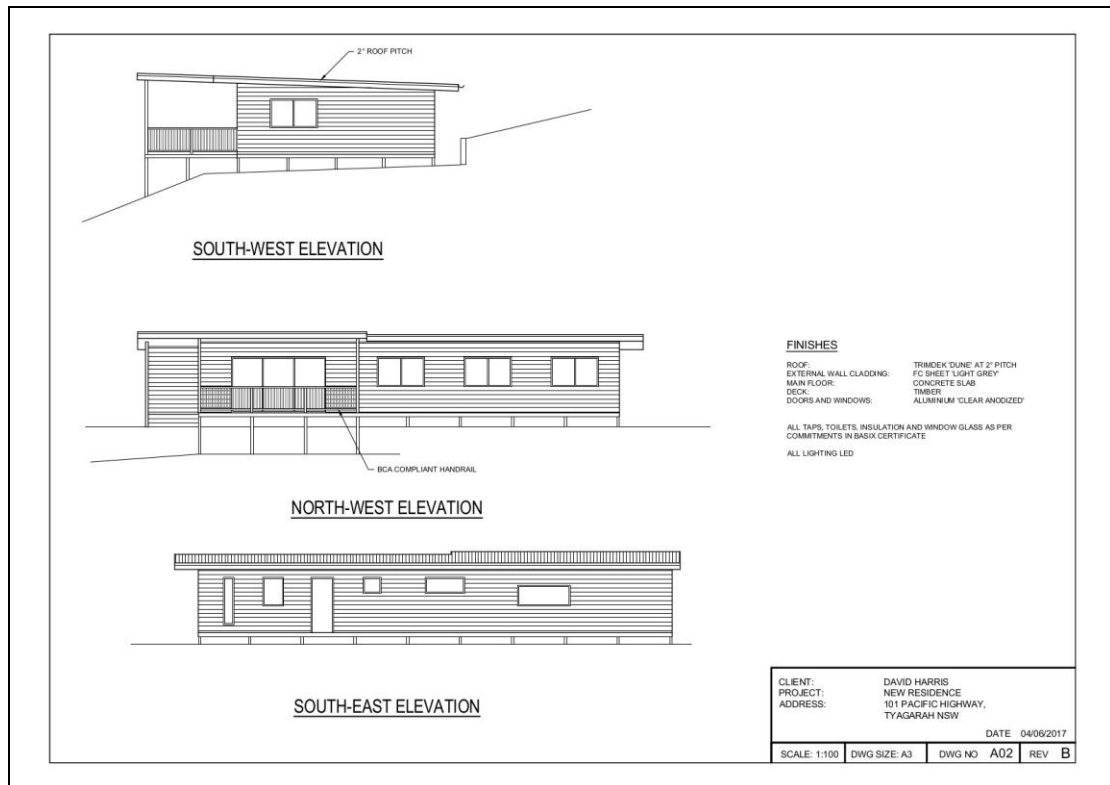 2° ROOF PITCH
SOUTH-WEST ELEVATION
BCA COMPLIANT HANDRAIL
NORTH-WEST ELEVATION
SOUTH-EAST ELEVATION
FINISHES
ROOF: TRIMDEK 'DUNE' AT 2° PITCH
EXTERNAL WALL CLADDING: FC SHEET 'LIGHT GREY'
MAIN FLOOR: CONCRETE SLAB
DECK: TIMBER
DOORS AND WINDOWS: ALUMINIUM 'CLEAR ANODIZED'
ALL TAPS, TOILETS, INSULATION AND WINDOW GLASS AS PER
COMMITMENTS IN BASIX CERTIFICATE
ALL LIGHTING LED
CLIENT: DAVID HARRIS
PROJECT: NEW RESIDENCE
ADDRESS: 101 PACIFIC HIGHWAY,
TYAGARAH NSW
DATE 04/06/2017
SCALE: 1:100 DWG SIZE: A3 DWG NO A02 REV B